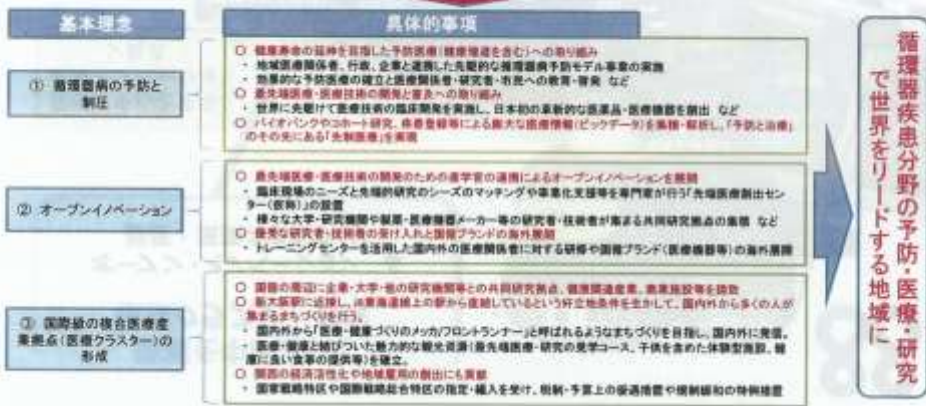 基本理念
具体的事項
① 循環器病の予防と
制圧
○ 健康寿命の延伸を目指した予防医療(健康増進を含む)への取り組み
・ 地域医療関係者、行政、企業と連携した先駆的な循環器病予防モデル事業の実施
・ 効果的な予防医療の確立と医療関係者・研究者・市民への教育・啓発 など
○ 最先端医療・医療技術の開発と普及への取り組み
・ 世界に先駆けて医療技術の臨床開発を実施し、日本初の革新的な医薬品・医療機器を創出 など
○ バイオバンクやコホート研究、疾患登録等による膨大な医療情報(ビックデータ)を集積・解析し、「予防と治療」
のその先にある「先制医療」を実現
② オープンイノベーション
○ 最先端医療・医療技術の開発のための産学官の連携によるオープンイノベーションを展開
・ 臨床現場のニーズと先端的研究のシーズのマッチングや事業化支援等を専門家が行う「先端医療創出セン
ター(仮称)」の設置
・ 様々な大学・研究機関や製薬・医療機器メーカー等の研究者・技術者が集まる共同研究拠点の集積 など
○ 優秀な研究者・技術者の受け入れと国循ブランドの海外展開
・ トレーニングセンターを活用した国内外の医療関係者に対する研修や国循ブランド(医療機器等)の海外展開
③ 国際級の複合医療産
業拠点(医療クラスター)の
形成
○ 国循の周辺に企業・大学・他の研究機関等との共同研究拠点、健康関連産業、商業施設等を誘致
○ 新大阪駅に近接し、JR東海道線上の駅から直結しているという好立地条件を生かして、国内外から多くの人が
集まるまちづくりを行う。
・ 国内外から「医療・健康づくりのメッカ/フロントランナー」と呼ばれるようなまちづくりを目指し、国内外に発信。
・ 医療・健康と結びついた魅力的な観光資源(最先端医療・研究の見学コース、子供を含めた体験型施設、健
康に良い食事の提供等)を確立。
○ 関西の経済活性化や地域雇用の創出にも貢献
・ 国家戦略特区や国際戦略総合特区の指定・編入を受け、税制・予算上の優遇措置や規制緩和の特例措置
循環器疾患分野の予防・医療・研究
で世界をリードする地域に